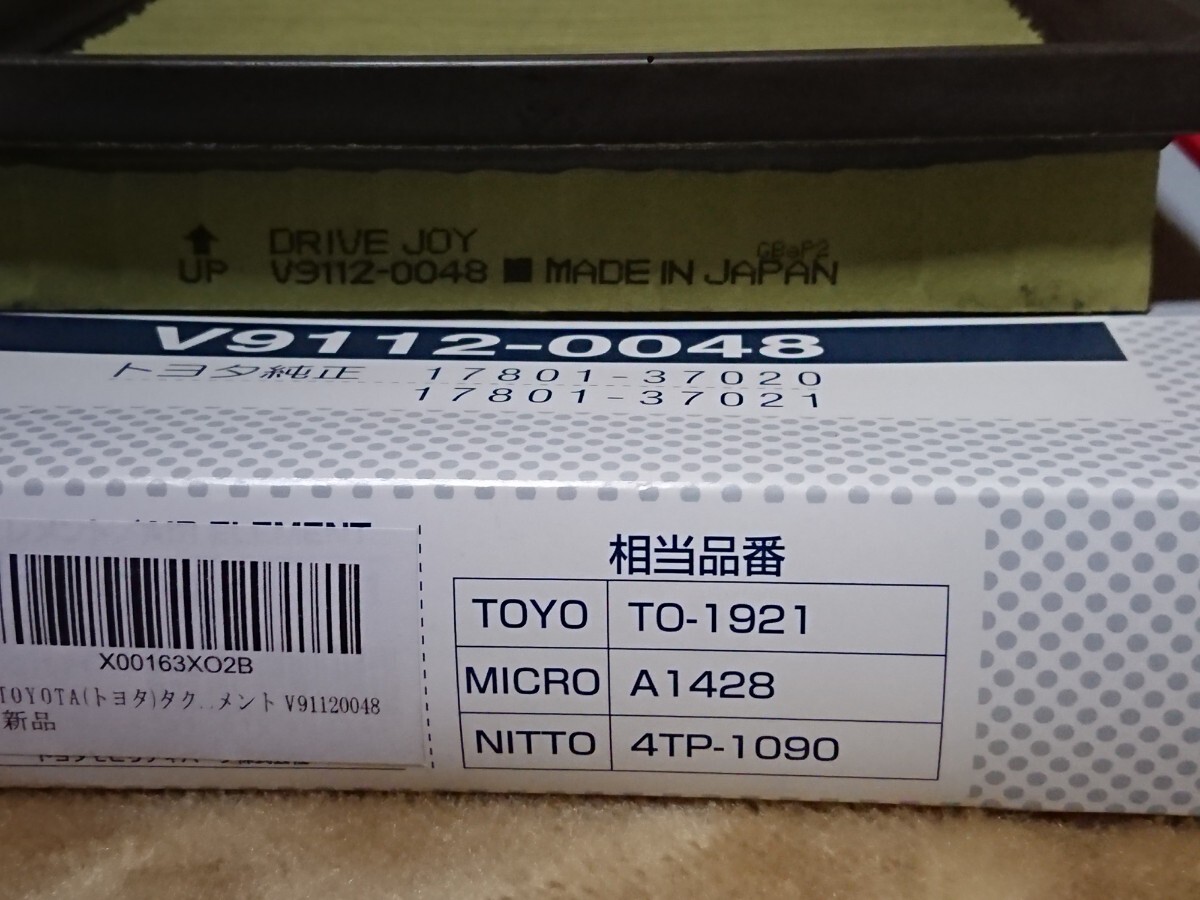 ↑ DRIVE JOY
UP V9112-0048 ■ MADE IN JAPAN
V9112-0048
トヨタ純正 17801-37020
17801-37021
相当品番
TOYO TO-1921
MICRO A1428
NITTO 4TP-1090
X00163XO2B
TOYOTA(トヨタ)タク..メント V91120048
新品